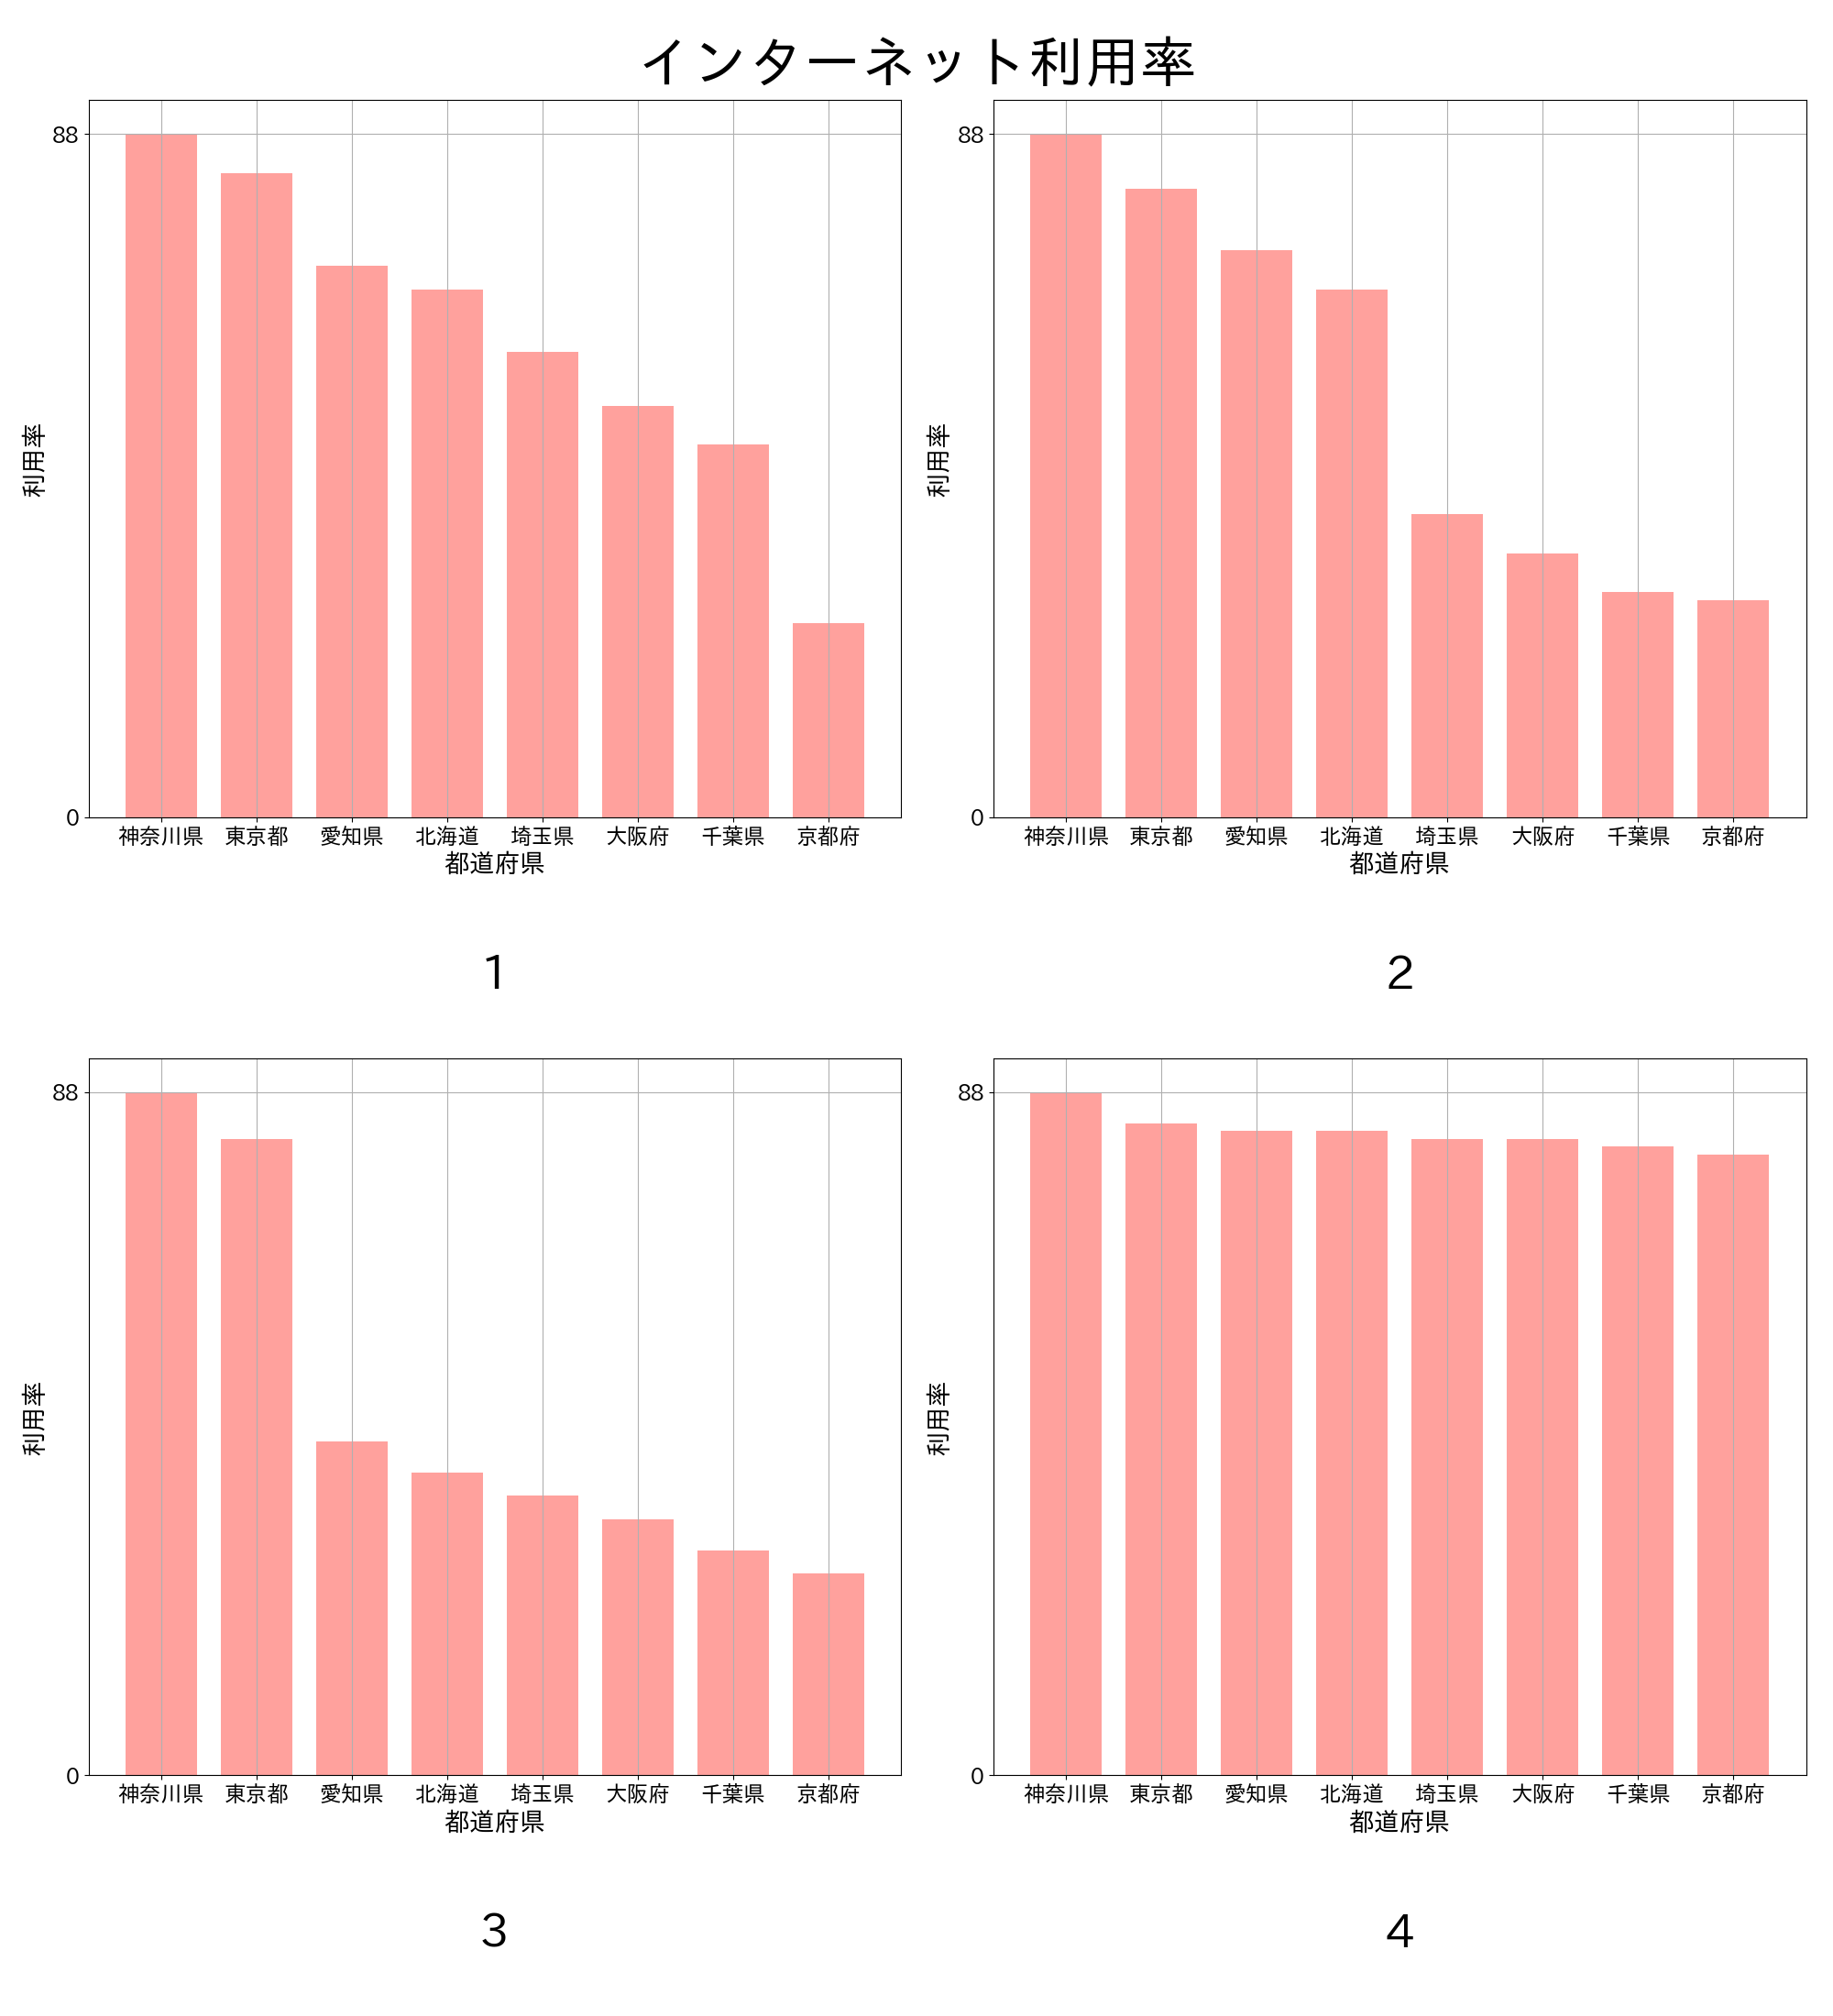 インターネット利用率
88
0
利用率
神奈川県 東京都 愛知県 北海道 埼玉県 大阪府 千葉県 京都府
都道府県
1
88
0
利用率
神奈川県 東京都 愛知県 北海道 埼玉県 大阪府 千葉県 京都府
都道府県
2
88
0
利用率
神奈川県 東京都 愛知県 北海道 埼玉県 大阪府 千葉県 京都府
都道府県
3
88
0
利用率
神奈川県 東京都 愛知県 北海道 埼玉県 大阪府 千葉県 京都府
都道府県
4